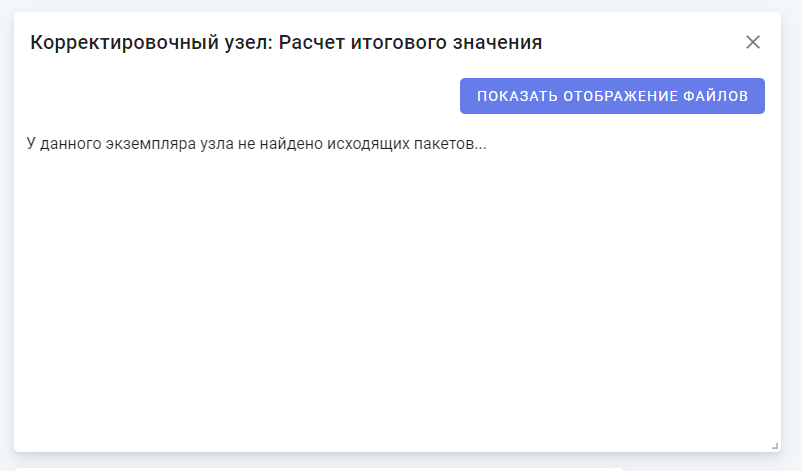 Корректировочный узел: Расчет итогового значения
ПОКАЗАТЬ ОТОБРАЖЕНИЕ ФАЙЛОВ
У данного экземпляра узла не найдено исходящих пакетов...